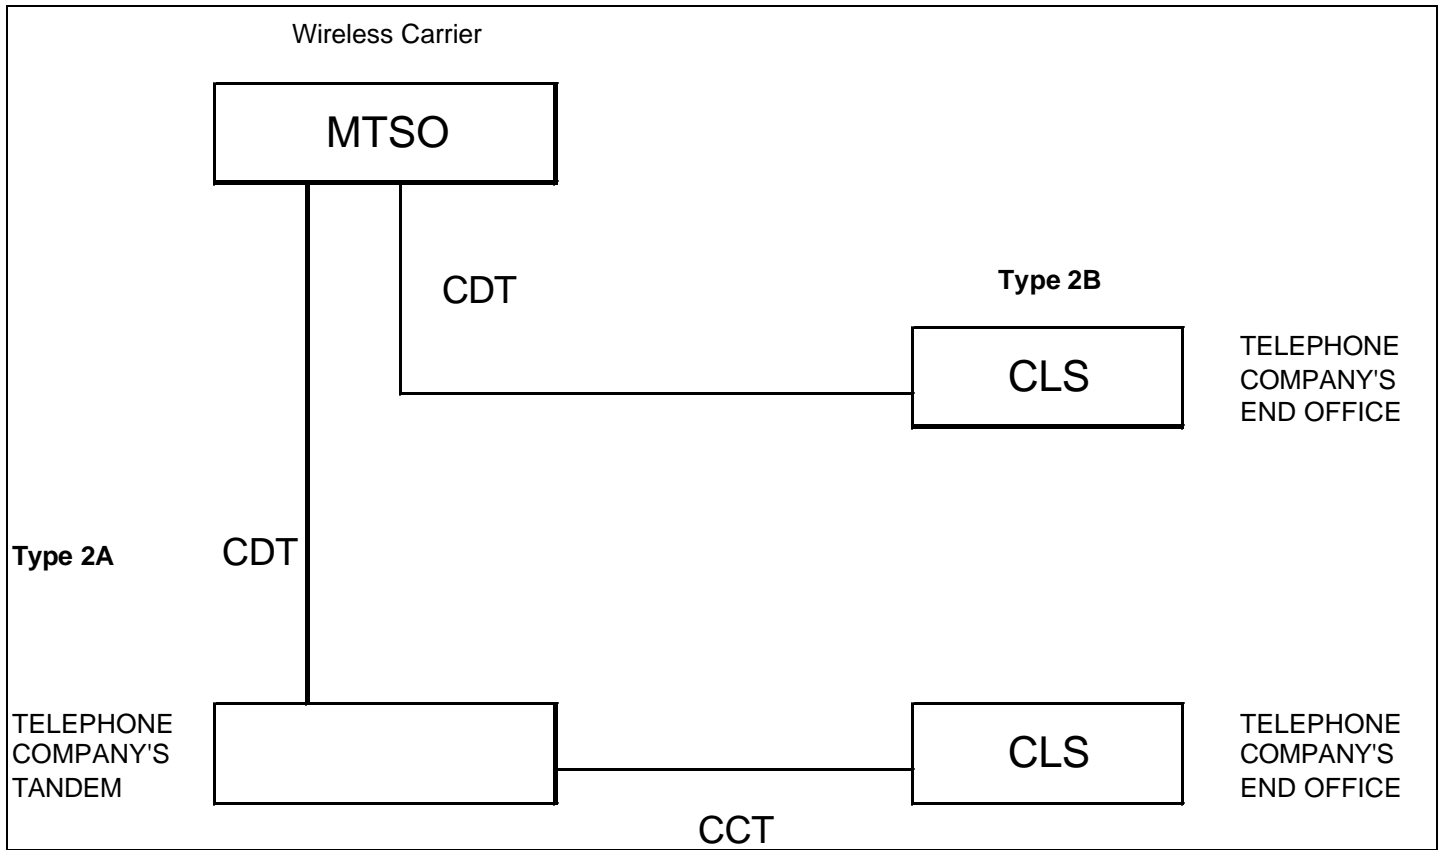 Wireless Carrier
MTSO
CDT
Type 2B
CLS
TELEPHONE
COMPANY'S
END OFFICE
Type 2A
CDT
TELEPHONE
COMPANY'S
TANDEM
CLS
TELEPHONE
COMPANY'S
END OFFICE
CCT